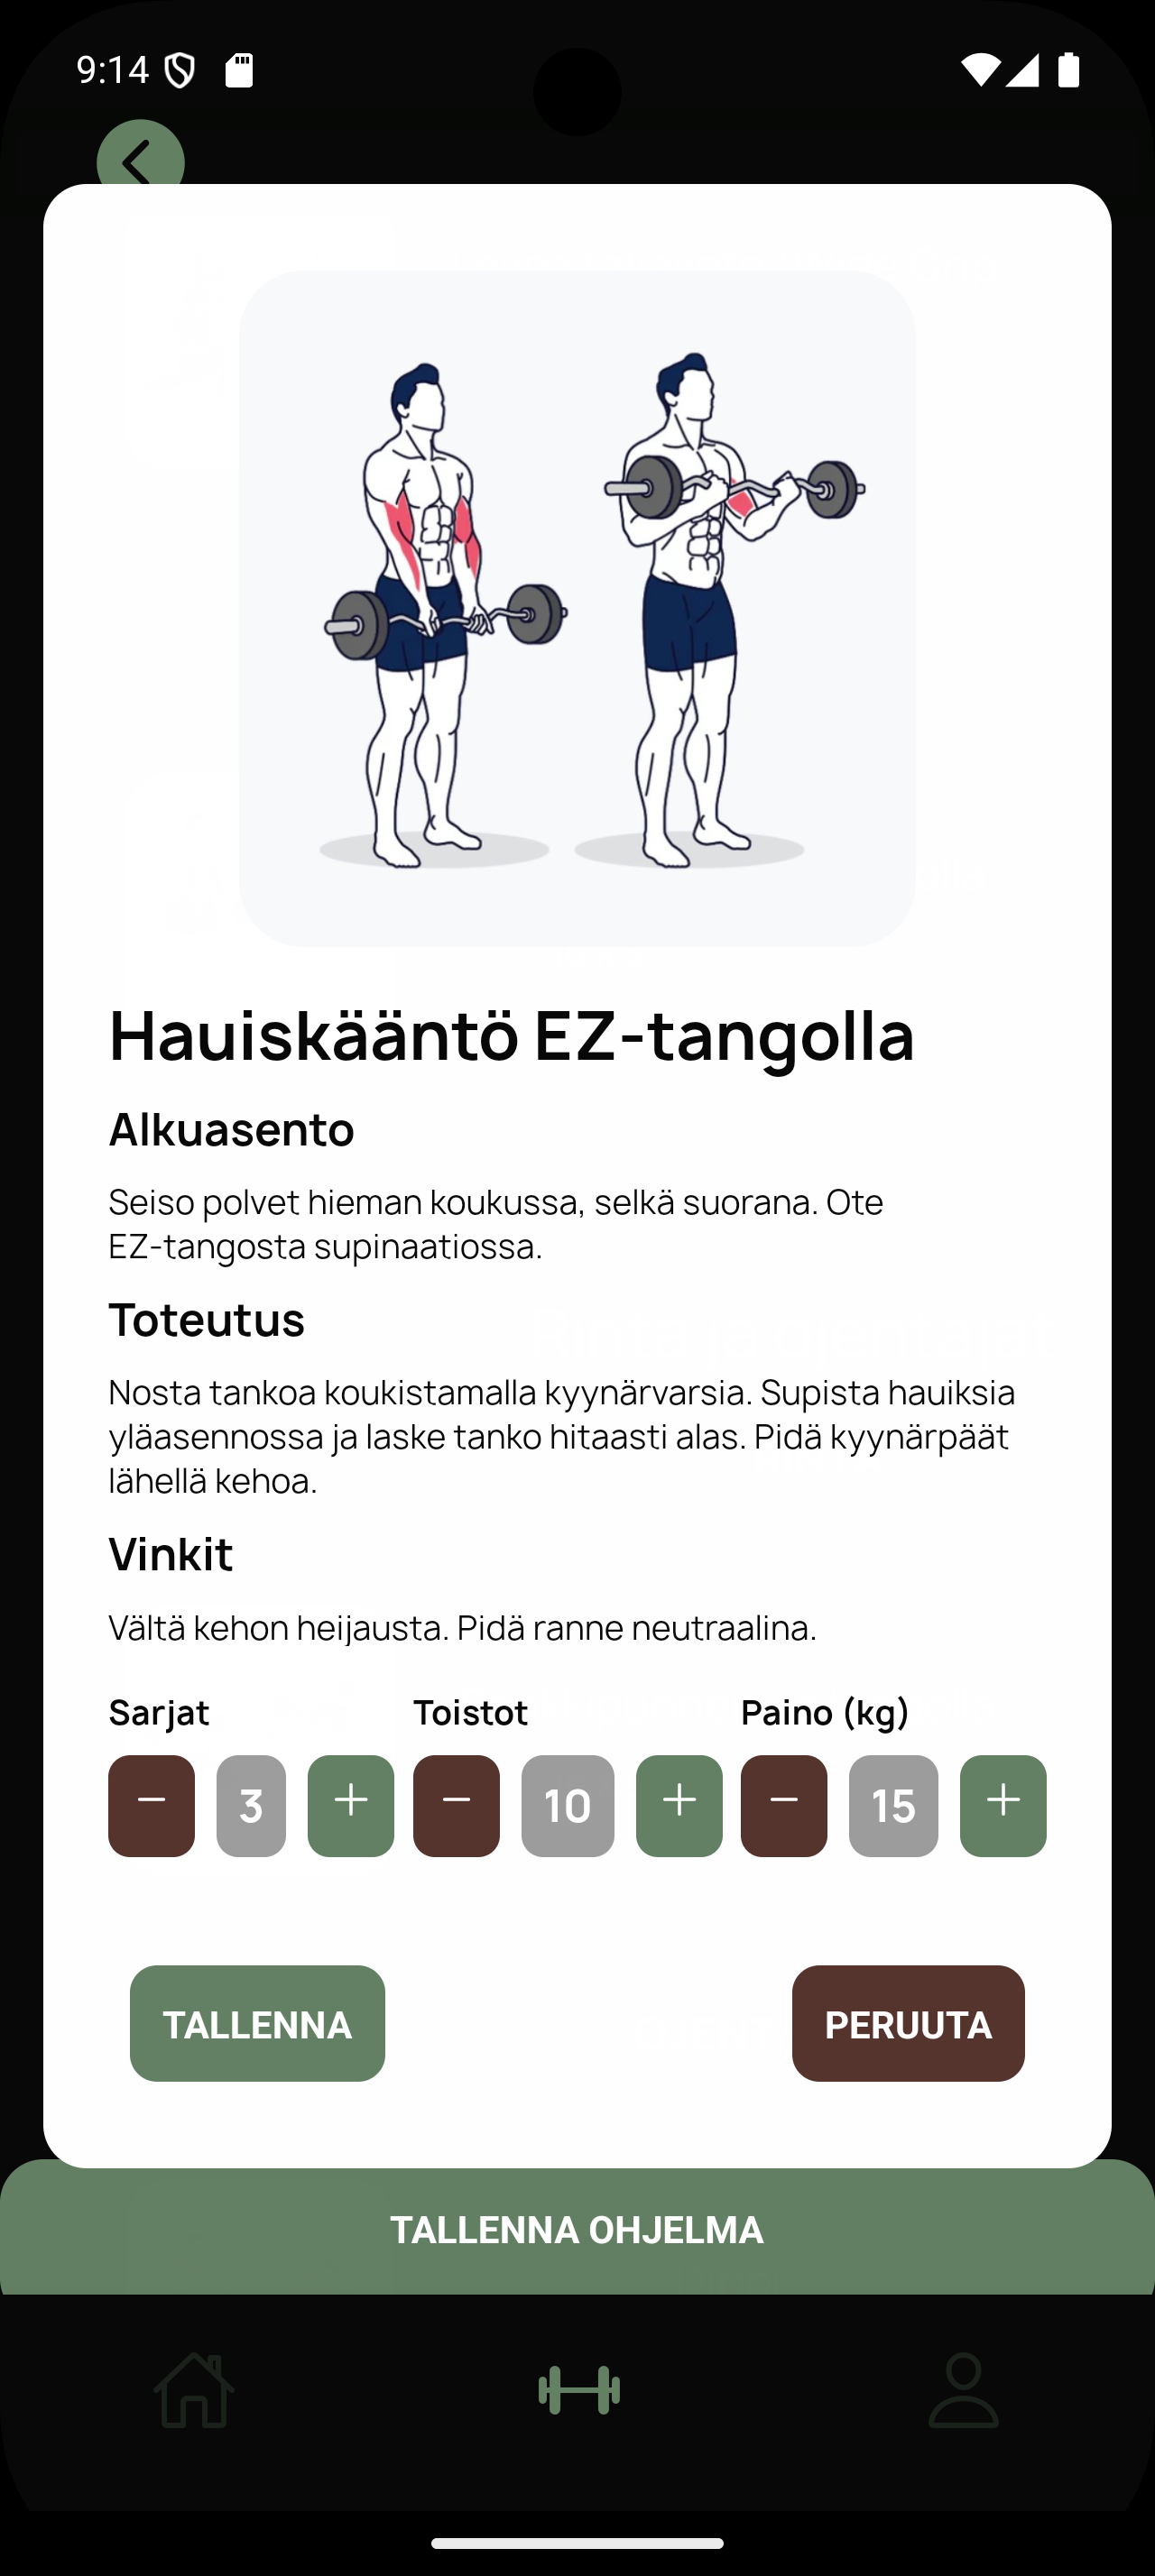 9:14
Hauiskääntö EZ-tangolla
Alkuasento
Seiso polvet hieman koukussa, selkä suorana. Ote
EZ-tangosta supinaatiossa.
Toteutus
Nosta tankoa koukistamalla kyynärvarsia. Supista hauiksia
yläasennossa ja laske tanko hitaasti alas. Pidä kyynärpäät
lähellä kehoa.
Vinkit
Vältä kehon heijausta. Pidä ranne neutraalina.
Sarjat Toistot Paino (kg)
− 3 + − 10 + − 15 +
TALLENNA PERUUTA
TALLENNA OHJELMA